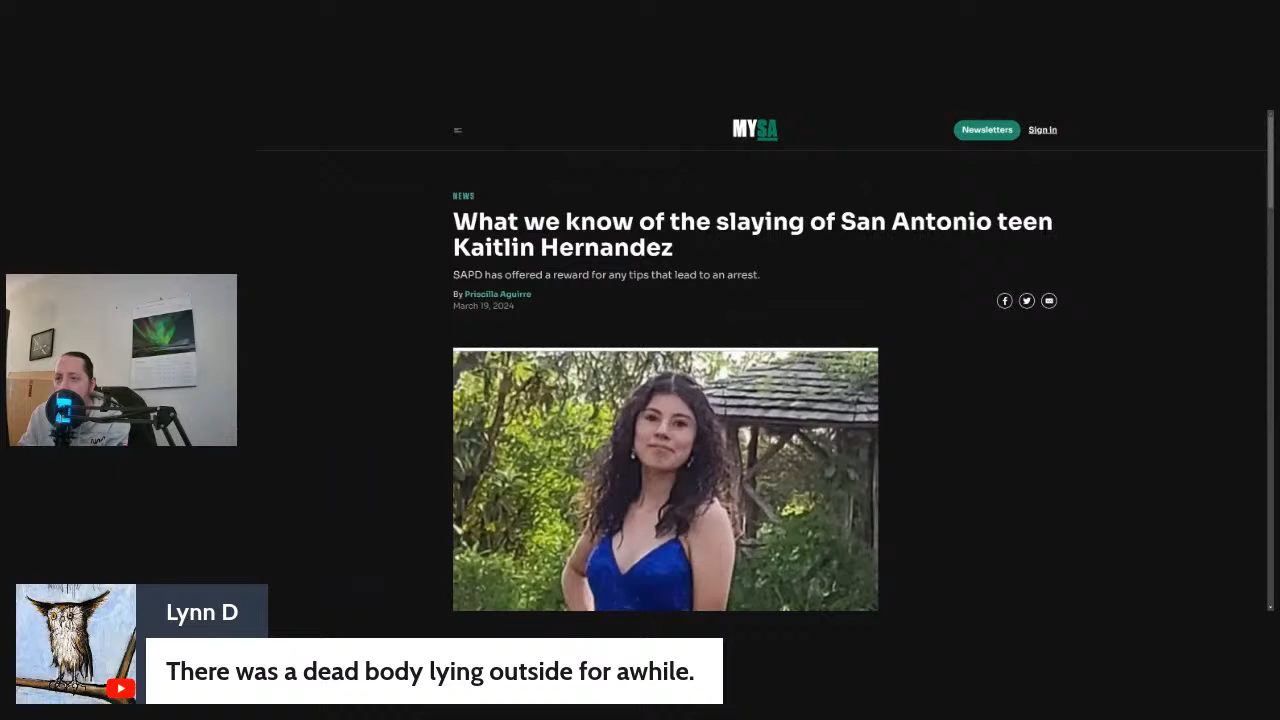 MYSA
Newsletters
Sign In
NEWS
What we know of the slaying of San Antonio teen
Kaitlin Hernandez
SAPD has offered a reward for any tips that lead to an arrest.
By Priscilla Aguirre
March 19, 2024
Lynn D
There was a dead body lying outside for awhile.